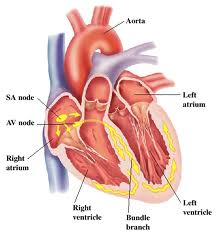 Aorta
SA node
AV node
Left
atrium
Right
atrium
Right
ventricle
Bundle
branch
Left
ventricle